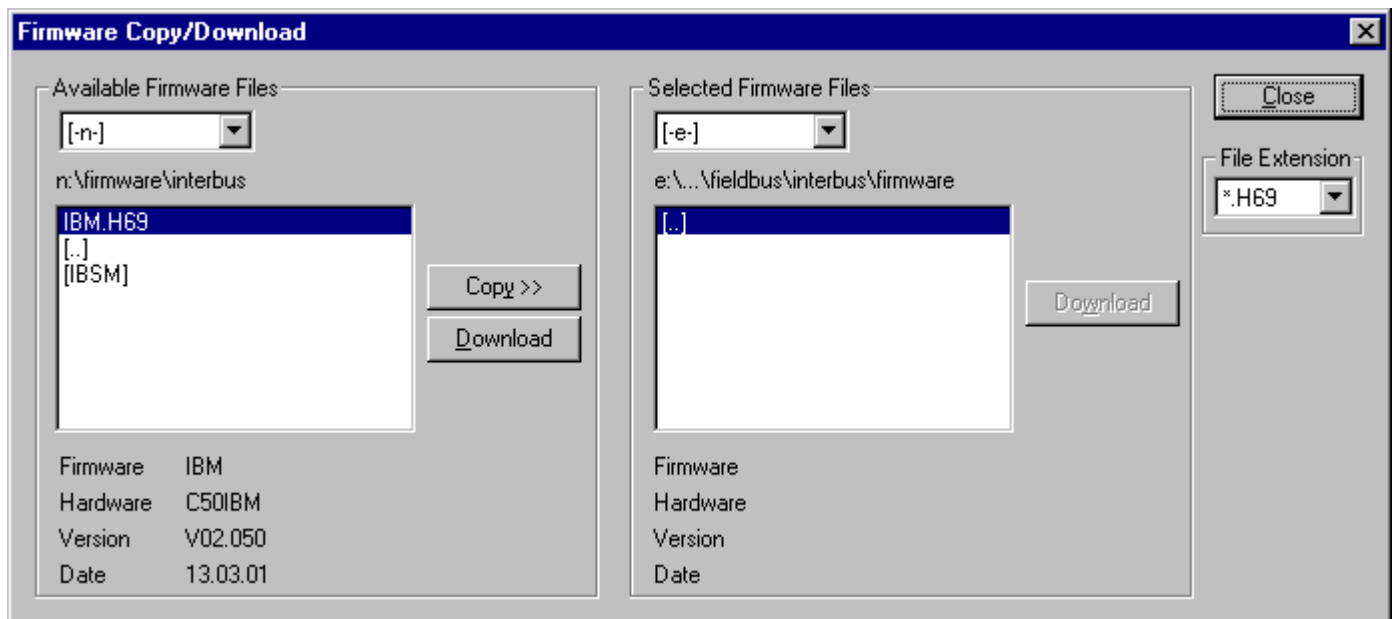 Firmware Copy/Download
Available Firmware Files
[-n-]
n:\firmware\interbus
IBM.H69
[..]
[IBSM]
Copy >>
Download
Firmware IBM
Hardware C50IBM
Version V02.050
Date 13.03.01
Selected Firmware Files
[-e-]
e:\...\fieldbus\interbus\firmware
[..]
Download
Firmware
Hardware
Version
Date
Close
File Extension
*.H69